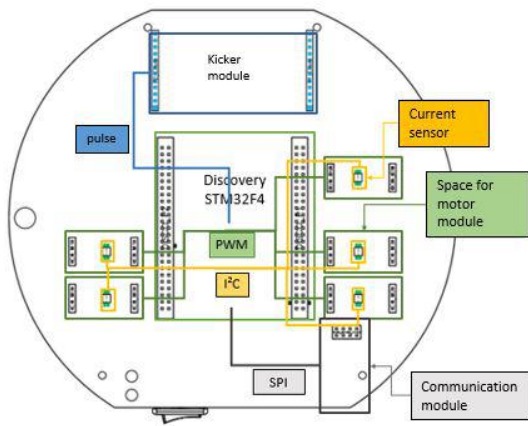 Kicker
module
Current
sensor
pulse
Discovery
STM32F4
Space for
motor
module
PWM
I²C
SPI
Communication
module